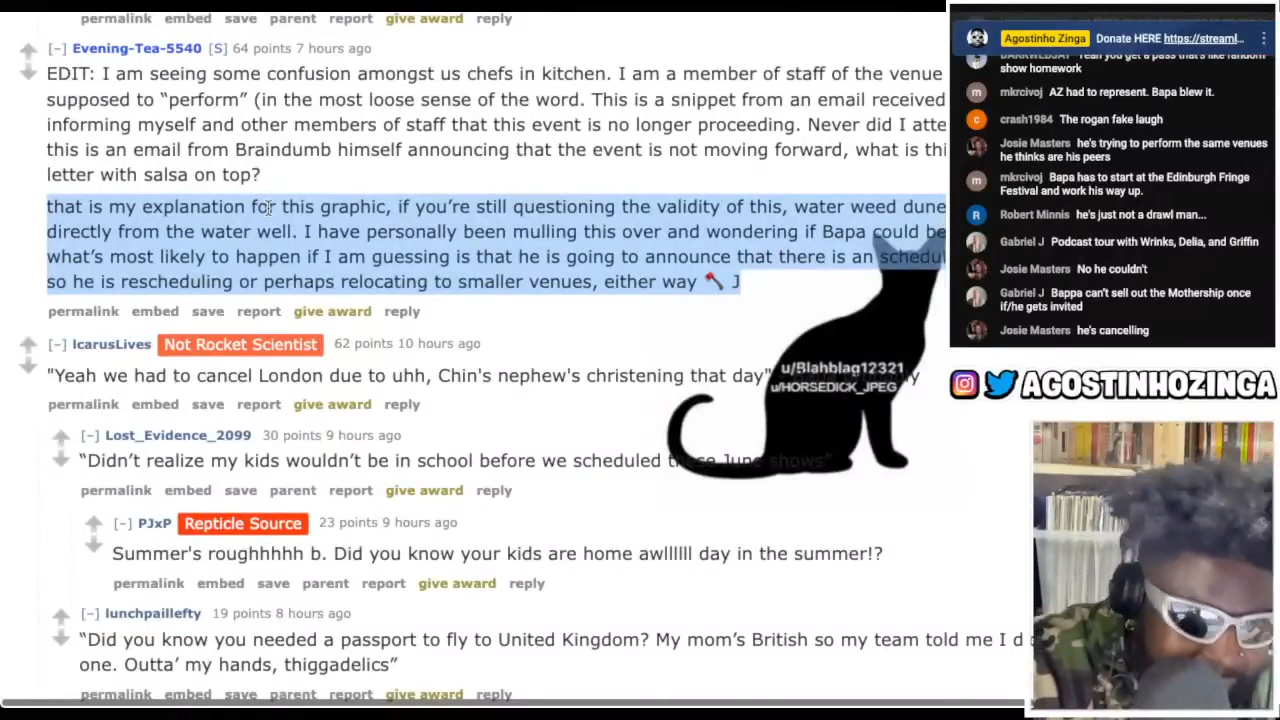 permalink embed save parent report give award reply
[-] Evening-Tea-5540 [S] 64 points 7 hours ago
EDIT: I am seeing some confusion amongst us chefs in kitchen. I am a member of staff of the venue
supposed to “perform” (in the most loose sense of the word. This is a snippet from an email received
informing myself and other members of staff that this event is no longer proceeding. Never did I atte
this is an email from Braindumb himself announcing that the event is not moving forward, what is thi
letter with salsa on top?
that is my explanation for this graphic, if you’re still questioning the validity of this, water weed dune
directly from the water well. I have personally been mulling this over and wondering if Bapa could be
what’s most likely to happen if I am guessing is that he is going to announce that there is an schedul
so he is rescheduling or perhaps relocating to smaller venues, either way 🪓 J
permalink embed save report give award reply
[-] IcarusLives Not Rocket Scientist 62 points 10 hours ago
"Yeah we had to cancel London due to uhh, Chin's nephew's christening that day"
permalink embed save parent report give award reply
[-] Lost_Evidence_2099 30 points 9 hours ago
“Didn’t realize my kids wouldn’t be in school before we scheduled these June shows”
permalink embed save parent report give award reply
[-] PJxP Repticle Source 23 points 9 hours ago
Summer's roughhhhh b. Did you know your kids are home awllllll day in the summer!?
permalink embed save parent report give award reply
[-] lunchpaillefty 19 points 8 hours ago
“Did you know you needed a passport to fly to United Kingdom? My mom’s British so my team told me I d
one. Outta’ my hands, thiggadelics”
permalink embed save parent report give award reply
u/Blahblag12321
u/HORSEDICK_JPEG
Agostinho Zinga Donate HERE https://streaml...
show homework
mkrcivoj AZ had to represent. Bapa blew it.
crash1984 The rogan fake laugh
Josie Masters he's trying to perform the same venues
he thinks are his peers
mkrcivoj Bapa has to start at the Edinburgh Fringe
Festival and work his way up.
Robert Minnis he's just not a drawl man...
Gabriel J Podcast tour with Wrinks, Delia, and Griffin
Josie Masters No he couldn't
Gabriel J Bappa can't sell out the Mothership once
if/he gets invited
Josie Masters he's cancelling
AGOSTINHOZINGA